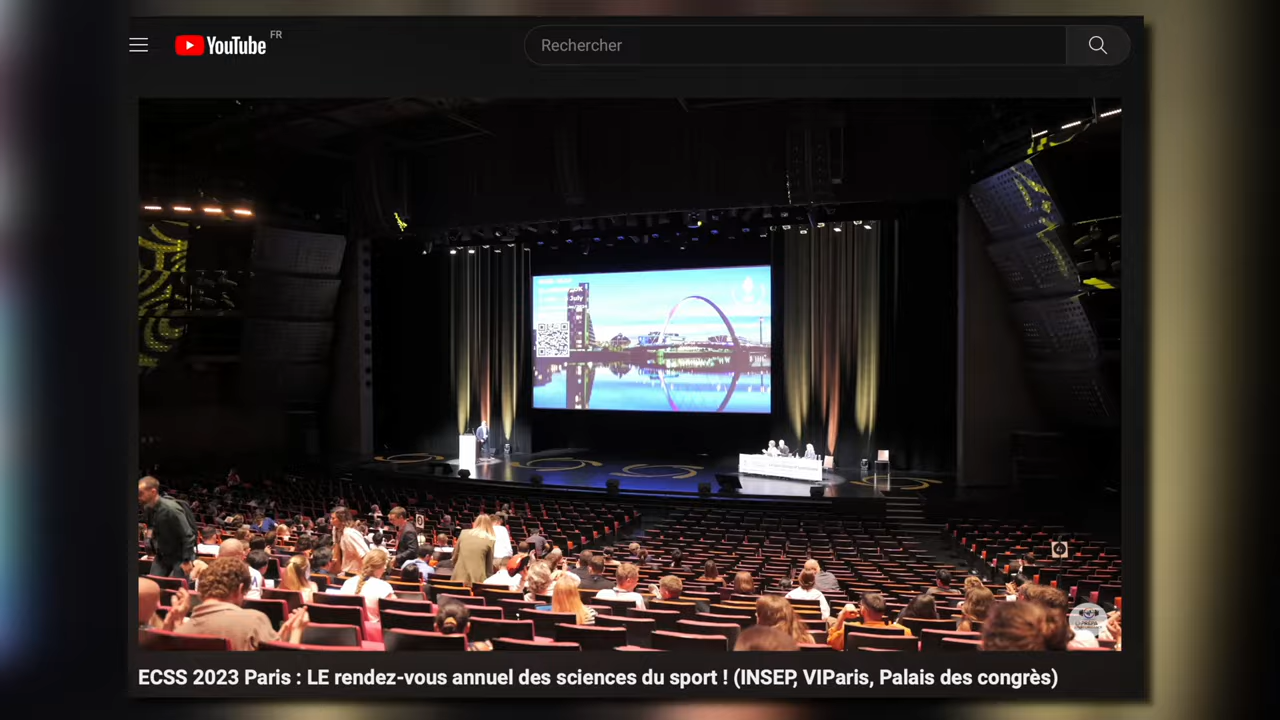 YouTube FR
Rechercher
July
ECSS 2023 Paris : LE rendez-vous annuel des sciences du sport ! (INSEP, VIParis, Palais des congrès)